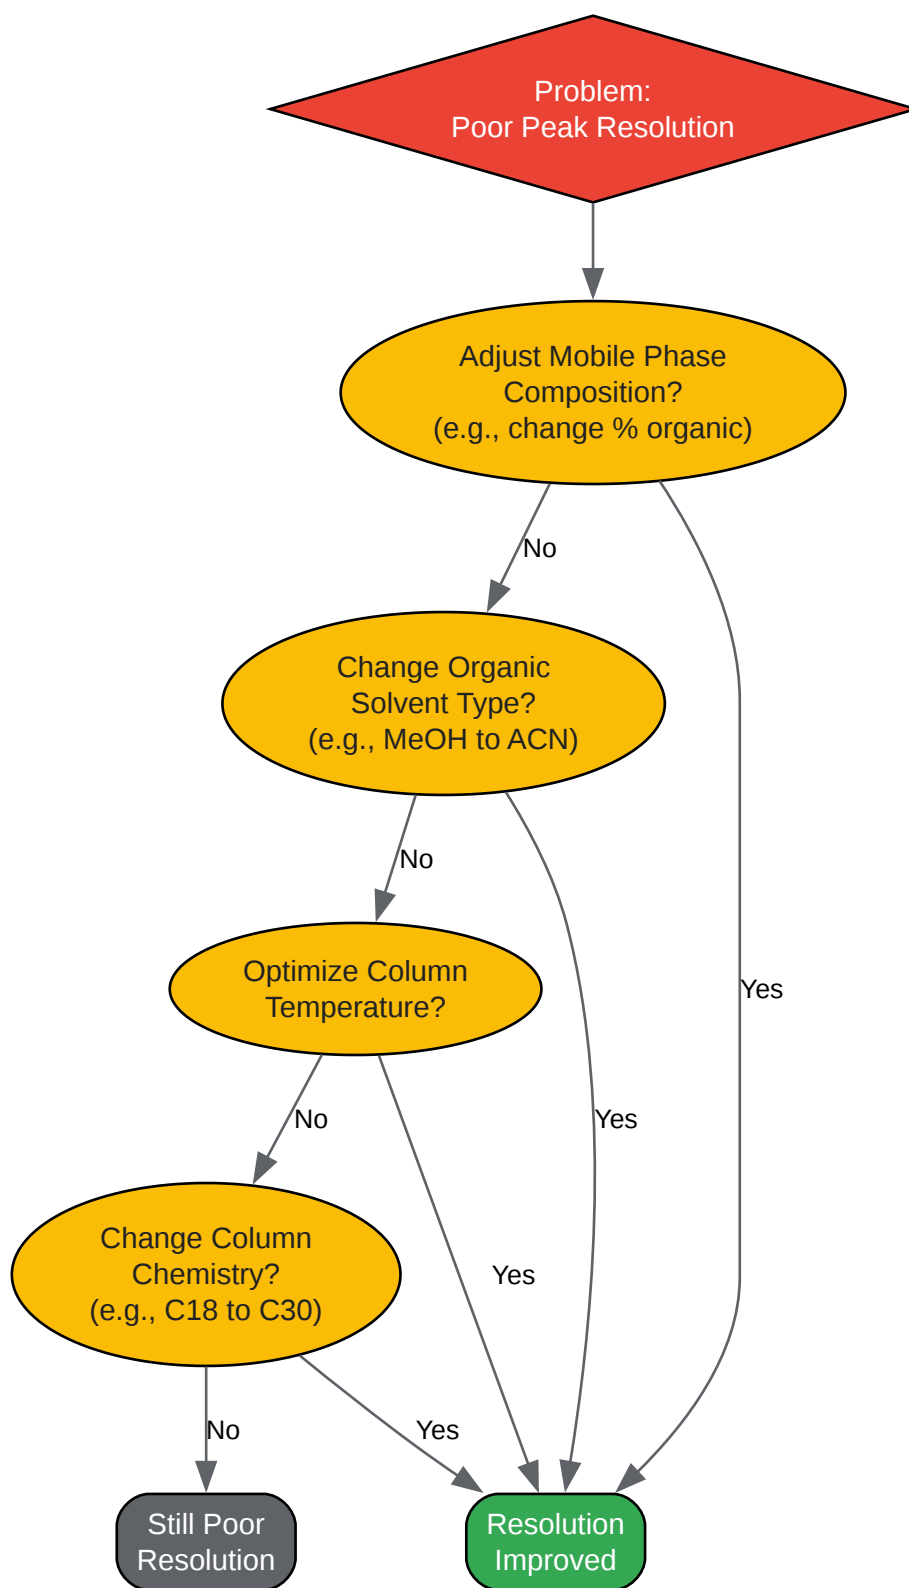 Problem:
Poor Peak Resolution
Adjust Mobile Phase
Composition?
(e.g., change % organic)
No
Change Organic
Solvent Type?
(e.g., MeOH to ACN)
No
Optimize Column
Temperature?
Yes
Yes
No
Change Column
Chemistry?
(e.g., C18 to C30)
Yes
No
Yes
Still Poor
Resolution
Resolution
Improved